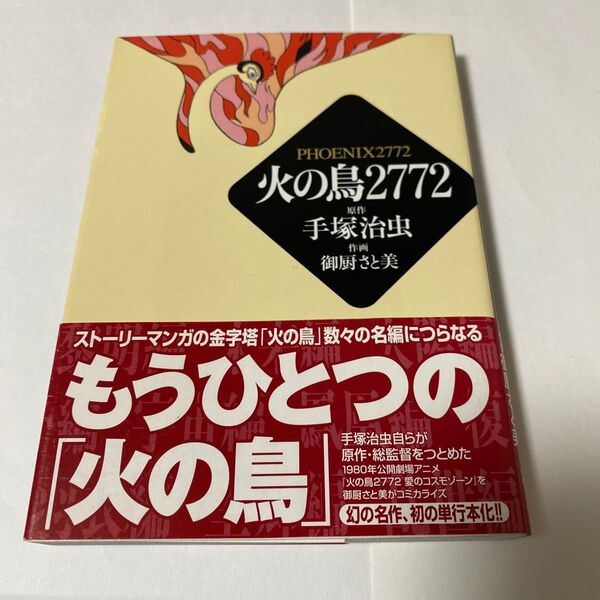 PHOENIX2772
火の鳥2772
原作
手塚治虫
作画
御厨さと美
ストーリーマンガの金字塔「火の鳥」数々の名編につらなる
もうひとつの
「火の鳥」
手塚治虫自らが
原作・総監督をつとめた
1980年公開劇場アニメ
「火の鳥2772 愛のコスモゾーン」を
御厨さと美がコミカライズ
幻の名作、初の単行本化!!